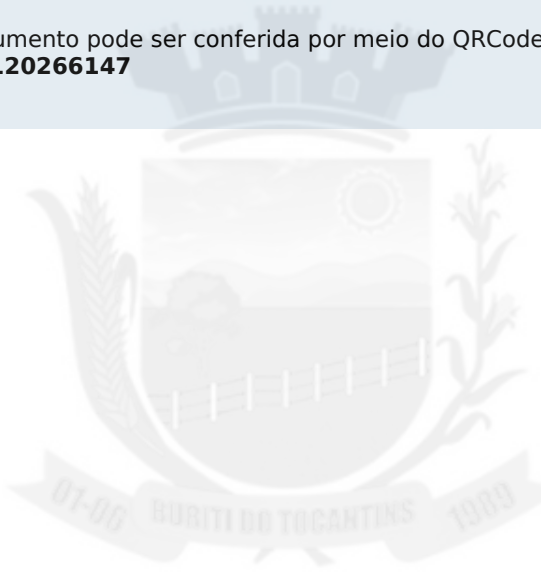 umento pode ser conferida por meio do QRCode
.20266147
01-06 BURITI DO TOCANTINS 1989